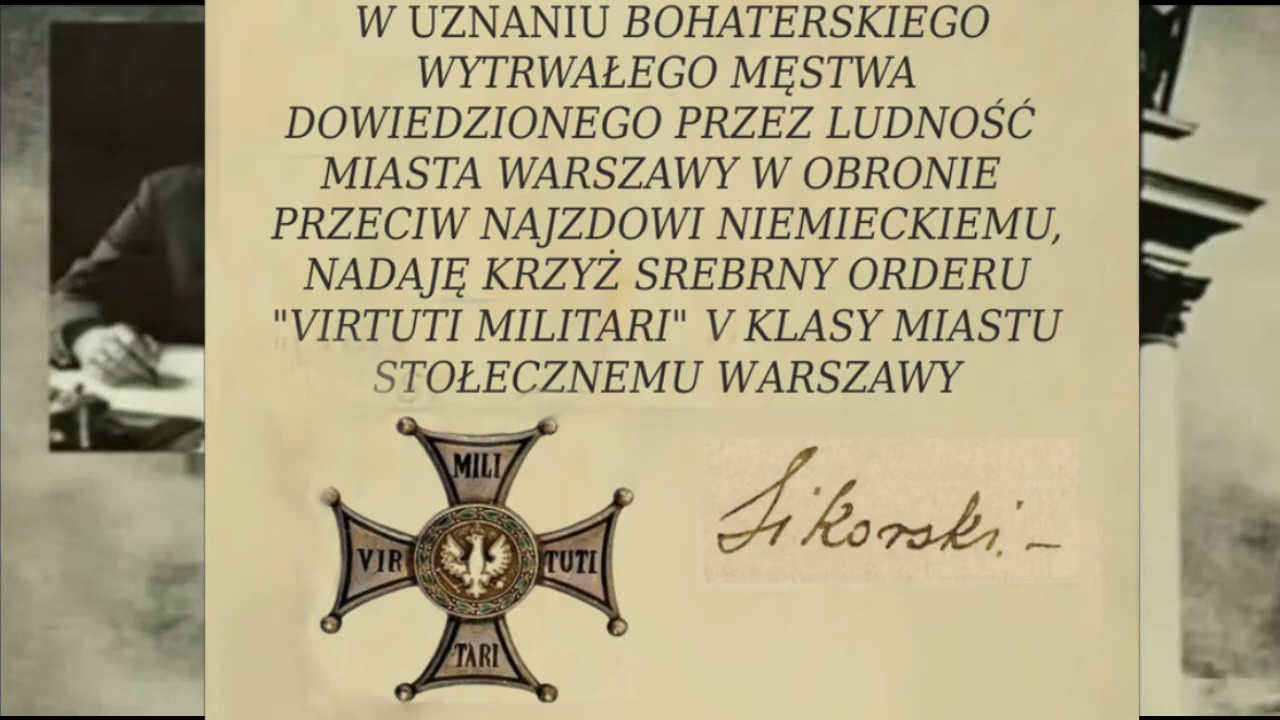 W UZNANIU BOHATERSKIEGO
WYTRWAŁEGO MĘSTWA
DOWIEDZIONEGO PRZEZ LUDNOŚĆ
MIASTA WARSZAWY W OBRONIE
PRZECIW NAJZDOWI NIEMIECKIEMU,
NADAJĘ KRZYŻ SREBRNY ORDERU
"VIRTUTI MILITARI" V KLASY MIASTU
STOŁECZNEMU WARSZAWY
MILI
VIR TUTI
TARI
Sikorski. –